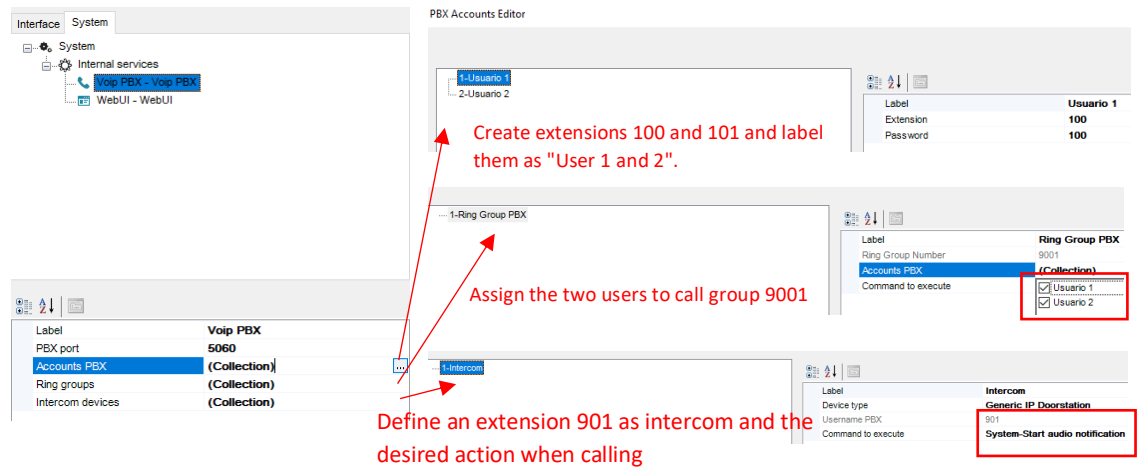 Interface System
System
Internal services
Voip PBX - Voip PBX
WebUI - WebUI
Label Voip PBX
PBX port 5060
Accounts PBX (Collection) ...
Ring groups (Collection)
Intercom devices (Collection)
PBX Accounts Editor
1-Usuario 1
2-Usuario 2
Label Usuario 1
Extension 100
Password 100
Create extensions 100 and 101 and label
them as "User 1 and 2".
1-Ring Group PBX
Label Ring Group PBX
Ring Group Number 9001
Accounts PBX (Collection)
Command to execute
Usuario 1
Usuario 2
Assign the two users to call group 9001
1-Intercom
Label Intercom
Device type Generic IP Doorstation
Username PBX 901
Command to execute System-Start audio notification
Define an extension 901 as intercom and the
desired action when calling